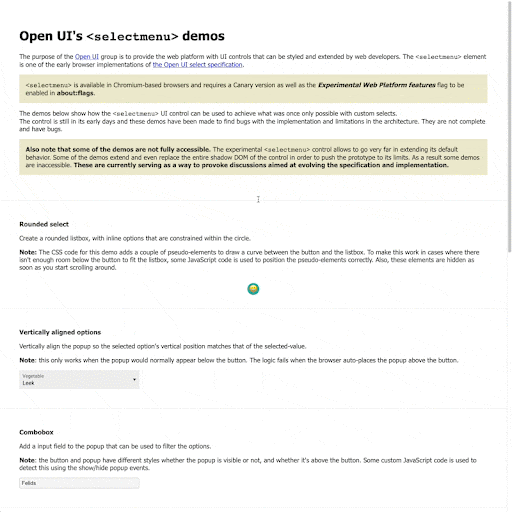 Open UI's <selectmenu> demos
The purpose of the Open UI group is to provide the web platform with UI controls that can be styled and extended by web developers. The <selectmenu> element
is one of the early browser implementations of the Open UI select specification.
<selectmenu> is available in Chromium-based browsers and requires a Canary version as well as the Experimental Web Platform features flag to be
enabled in about:flags.
The demos below show how the <selectmenu> UI control can be used to achieve what was once only possible with custom selects.
The control is still in its early days and these demos have been made to find bugs with the implementation and limitations in the architecture. They are not complete
and have bugs.
Also note that some of the demos are not fully accessible. The experimental <selectmenu> control allows to go very far in extending its default
behavior. Some of the demos extend and even replace the entire shadow DOM of the control in order to push the prototype to its limits. As a result some demos
are inaccessible. These are currently serving as a way to provoke discussions aimed at evolving the specification and implementation.
Rounded select
Create a rounded listbox, with inline options that are constrained within the circle.
Note: The CSS code for this demo adds a couple of pseudo-elements to draw a curve between the button and the listbox. To make this work in cases where there
isn't enough room below the button to fit the listbox, some JavaScript code is used to position the pseudo-elements correctly. Also, these elements are hidden as
soon as you start scrolling around.
Vertically aligned options
Vertically align the popup so the selected option's vertical position matches that of the selected-value.
Note: this only works when the popup would normally appear below the button. The logic fails when the browser auto-places the popup above the button.
Vegetable
Leek
Combobox
Add a input field to the popup that can be used to filter the options.
Note: the button and popup have different styles whether the popup is visible or not, and whether it's above the button. Some custom JavaScript code is used to
detect this using the show/hide popup events.
Felids